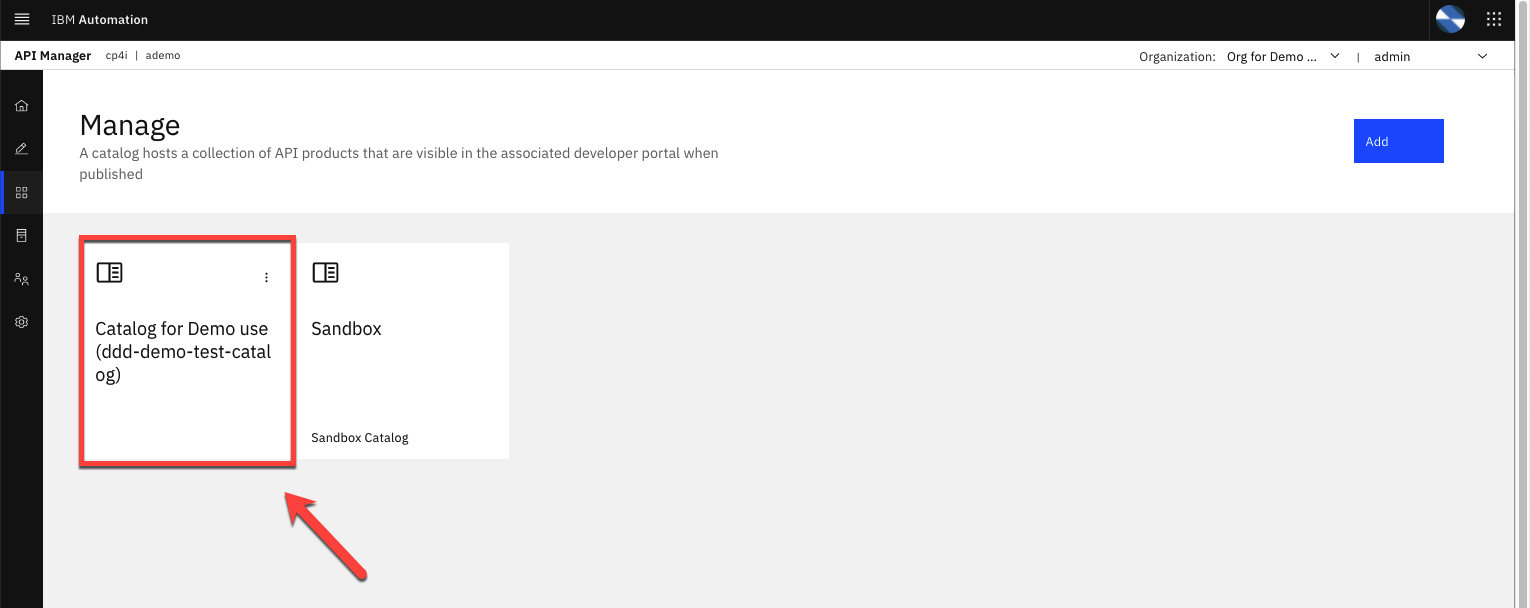 IBM Automation
API Manager cp4i | ademo Organization: Org for Demo ... | admin
Manage
A catalog hosts a collection of API products that are visible in the associated developer portal when
published
Add
Catalog for Demo use
(ddd-demo-test-catal
og)
Sandbox
Sandbox Catalog